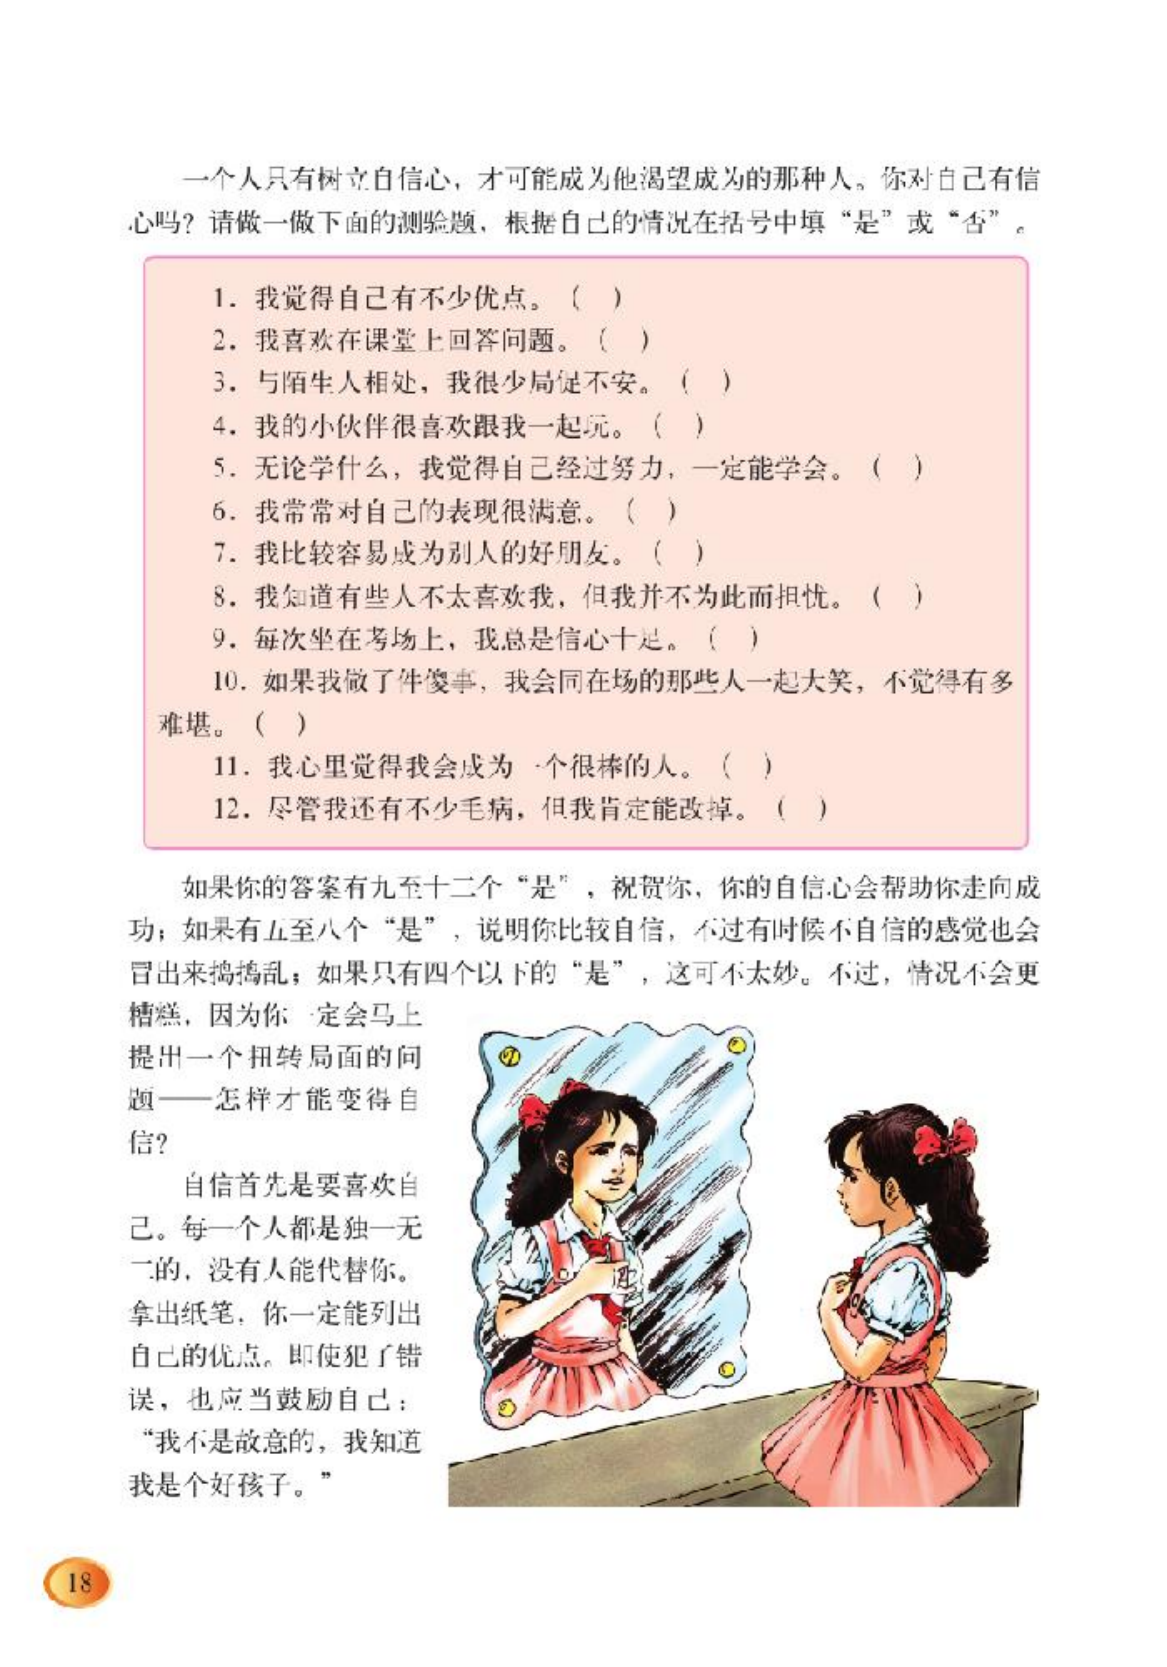 一个人只有树立自信心，才可能成为他渴望成为的那种人。你对自己有信
心吗？请做一做下面的测验题，根据自己的情况在括号中填“是”或“否”。
1. 我觉得自己有不少优点。（　）
2. 我喜欢在课堂上回答问题。（　）
3. 与陌生人相处，我很少局促不安。（　）
4. 我的小伙伴很喜欢跟我一起玩。（　）
5. 无论学什么，我觉得自己经过努力，一定能学会。（　）
6. 我常常对自己的表现很满意。（　）
7. 我比较容易成为别人的好朋友。（　）
8. 我知道有些人不太喜欢我，但我并不为此而担忧。（　）
9. 每次坐在考场上，我总是信心十足。（　）
10. 如果我做了件傻事，我会同在场的那些人一起大笑，不觉得有多
难堪。（　）
11. 我心里觉得我会成为一个很棒的人。（　）
12. 尽管我还有不少毛病，但我肯定能改掉。（　）
如果你的答案有九至十二个“是”，祝贺你，你的自信心会帮助你走向成
功；如果有五至八个“是”，说明你比较自信，不过有时候不自信的感觉也会
冒出来捣捣乱；如果只有四个以下的“是”，这可不太妙。不过，情况不会更
糟糕，因为你一定会马上
提出一个扭转局面的问
题——怎样才能变得自
信？
自信首先是要喜欢自
己。每一个人都是独一无
二的，没有人能代替你。
拿出纸笔，你一定能列出
自己的优点。即使犯了错
误，也应当鼓励自己：
“我不是故意的，我知道
我是个好孩子。”
18